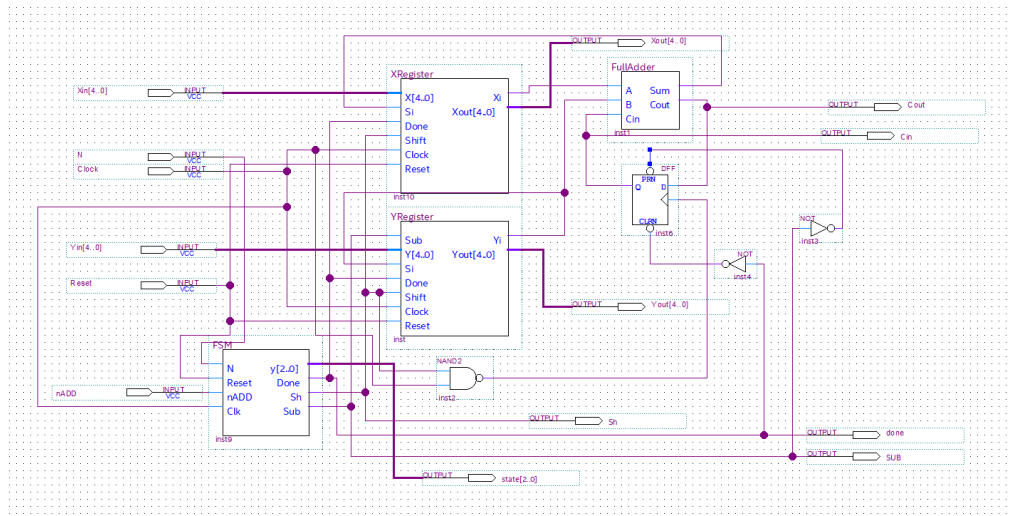 OUTPUT Xout[4..0]
FullAdder
XRegister
Xin[4..0] INPUT VCC
X[4..0] Xi
Si Xout[4..0]
Done
Shift
Clock
Reset
inst10
A Sum
B Cout
Cin
inst1
OUTPUT Cout
OUTPUT Cin
N INPUT VCC
Clock INPUT VCC
DFF
PRN
Q D
CLRN
inst6
NOT
inst3
NOT
inst4
YRegister
Yin[4..0] INPUT VCC
Sub Yi
Y[4..0] Yout[4..0]
Si
Done
Shift
Clock
Reset
inst
Reset INPUT VCC
OUTPUT Yout[4..0]
FSM
N y[2..0]
Reset Done
nADD Sh
Clk Sub
inst9
nADD INPUT VCC
NAND2
inst2
OUTPUT Sh
OUTPUT done
OUTPUT SUB
OUTPUT state[2..0]